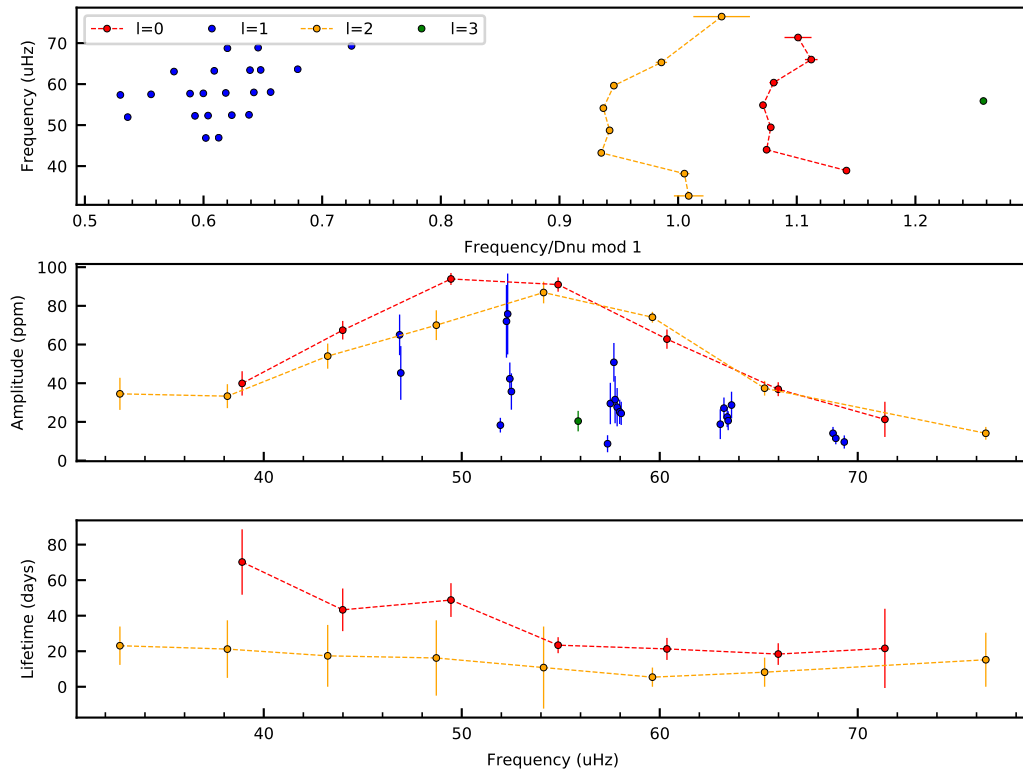 l=0 l=1 l=2 l=3
Frequency (uHz)
70
60
50
40
0.5 0.6 0.7 0.8 0.9 1.0 1.1 1.2
Frequency/Dnu mod 1
Amplitude (ppm)
100
80
60
40
20
0
40 50 60 70
Lifetime (days)
80
60
40
20
0
40 50 60 70
Frequency (uHz)